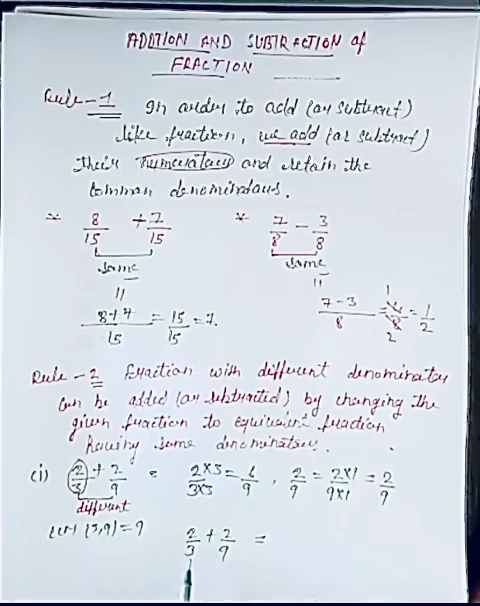 ADDTION AND SUBTRACTION of
FRACTION
Rule-1 In order to add (or subtract)
like fraction, we add (or subtract)
their numerators and retain the
common denominators.
* 8/15 + 7/15 * 7/8 - 3/8
same same
8+7/15 = 15/15 = 1. 7-3/8 = 4/8 = 1/2
Rule-2 Fraction with different denominator
can be added (or subtracted) by changing the
given fraction to equivalent fraction
having same denominator.
(i) 2/3 + 2/9 = 2×3/3×3 = 6/9, 2/9 = 2×1/9×1 = 2/9
different
LCM (3,9) = 9 2/3 + 2/9 =